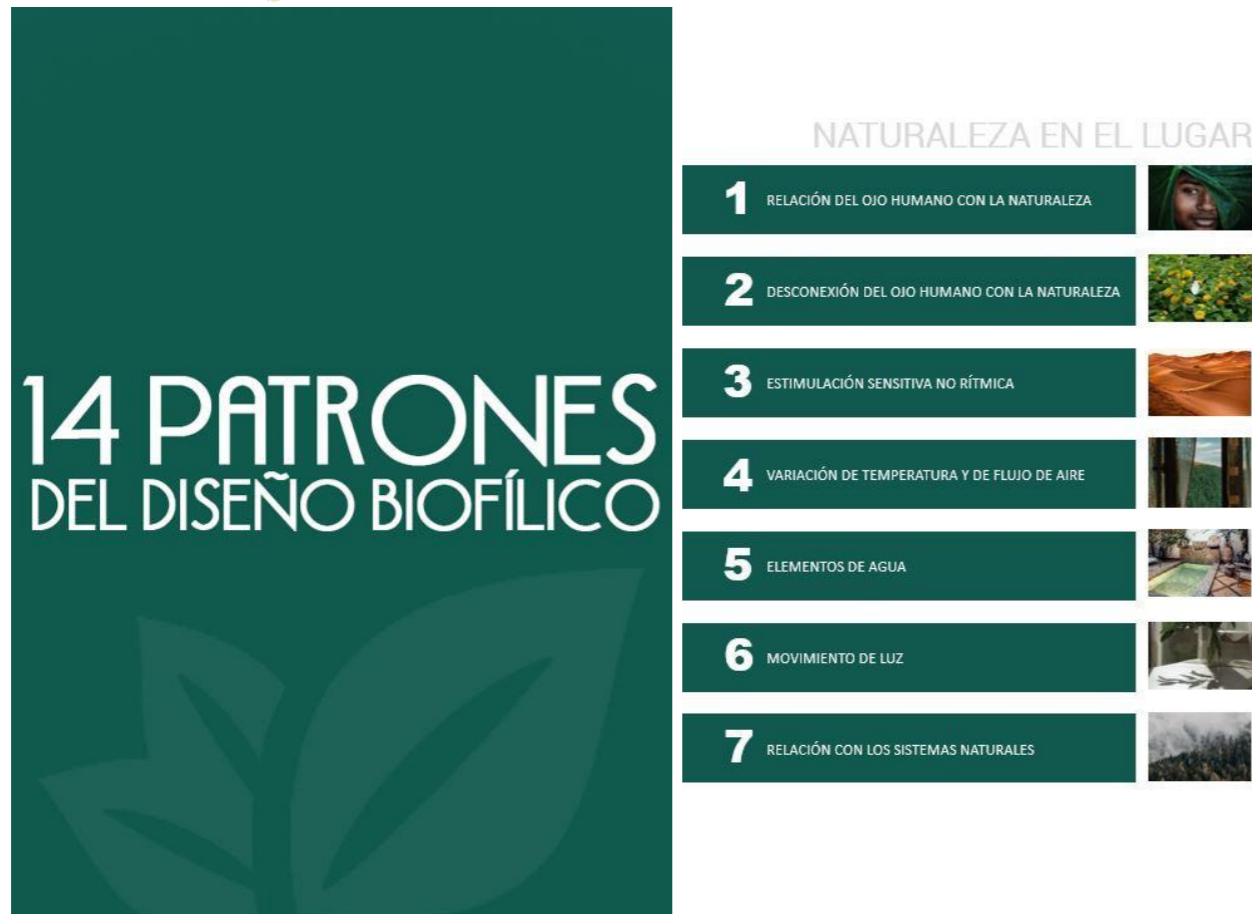 14 PATRONES
DEL DISEÑO BIOFÍLICO
NATURALEZA EN EL LUGAR
1 RELACIÓN DEL OJO HUMANO CON LA NATURALEZA
2 DESCONEXIÓN DEL OJO HUMANO CON LA NATURALEZA
3 ESTIMULACIÓN SENSITIVA NO RÍTMICA
4 VARIACIÓN DE TEMPERATURA Y DE FLUJO DE AIRE
5 ELEMENTOS DE AGUA
6 MOVIMIENTO DE LUZ
7 RELACIÓN CON LOS SISTEMAS NATURALES